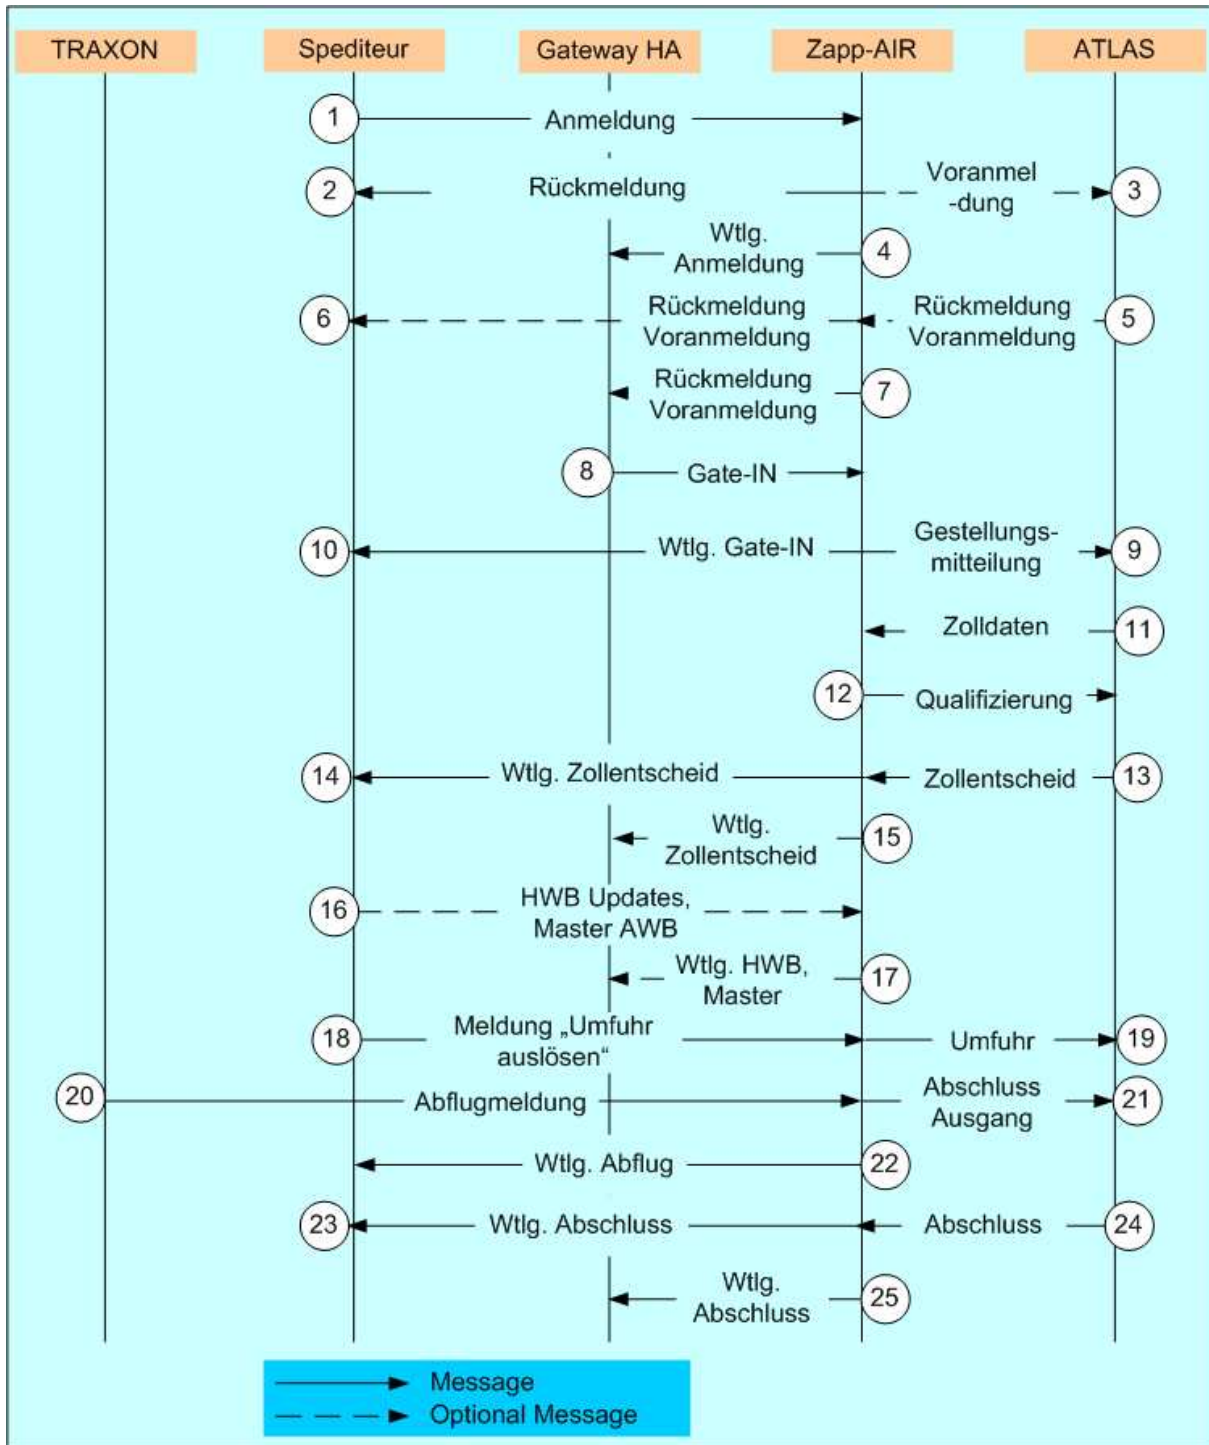 TRAXON
Spediteur
Gateway HA
Zapp-AIR
ATLAS
1
Anmeldung
2
Rückmeldung
Voranmel
-dung
3
Wtlg.
Anmeldung
4
6
Rückmeldung
Voranmeldung
Rückmeldung
Voranmeldung
5
Rückmeldung
Voranmeldung
7
8
Gate-IN
10
Wtlg. Gate-IN
Gestellungs-
mitteilung
9
Zolldaten
11
12
Qualifizierung
14
Wtlg. Zollentscheid
Zollentscheid
13
Wtlg.
Zollentscheid
15
16
HWB Updates,
Master AWB
Wtlg. HWB,
Master
17
18
Meldung „Umfuhr
auslösen“
Umfuhr
19
20
Abflugmeldung
Abschluss
Ausgang
21
Wtlg. Abflug
22
23
Wtlg. Abschluss
Abschluss
24
Wtlg.
Abschluss
25
Message
Optional Message